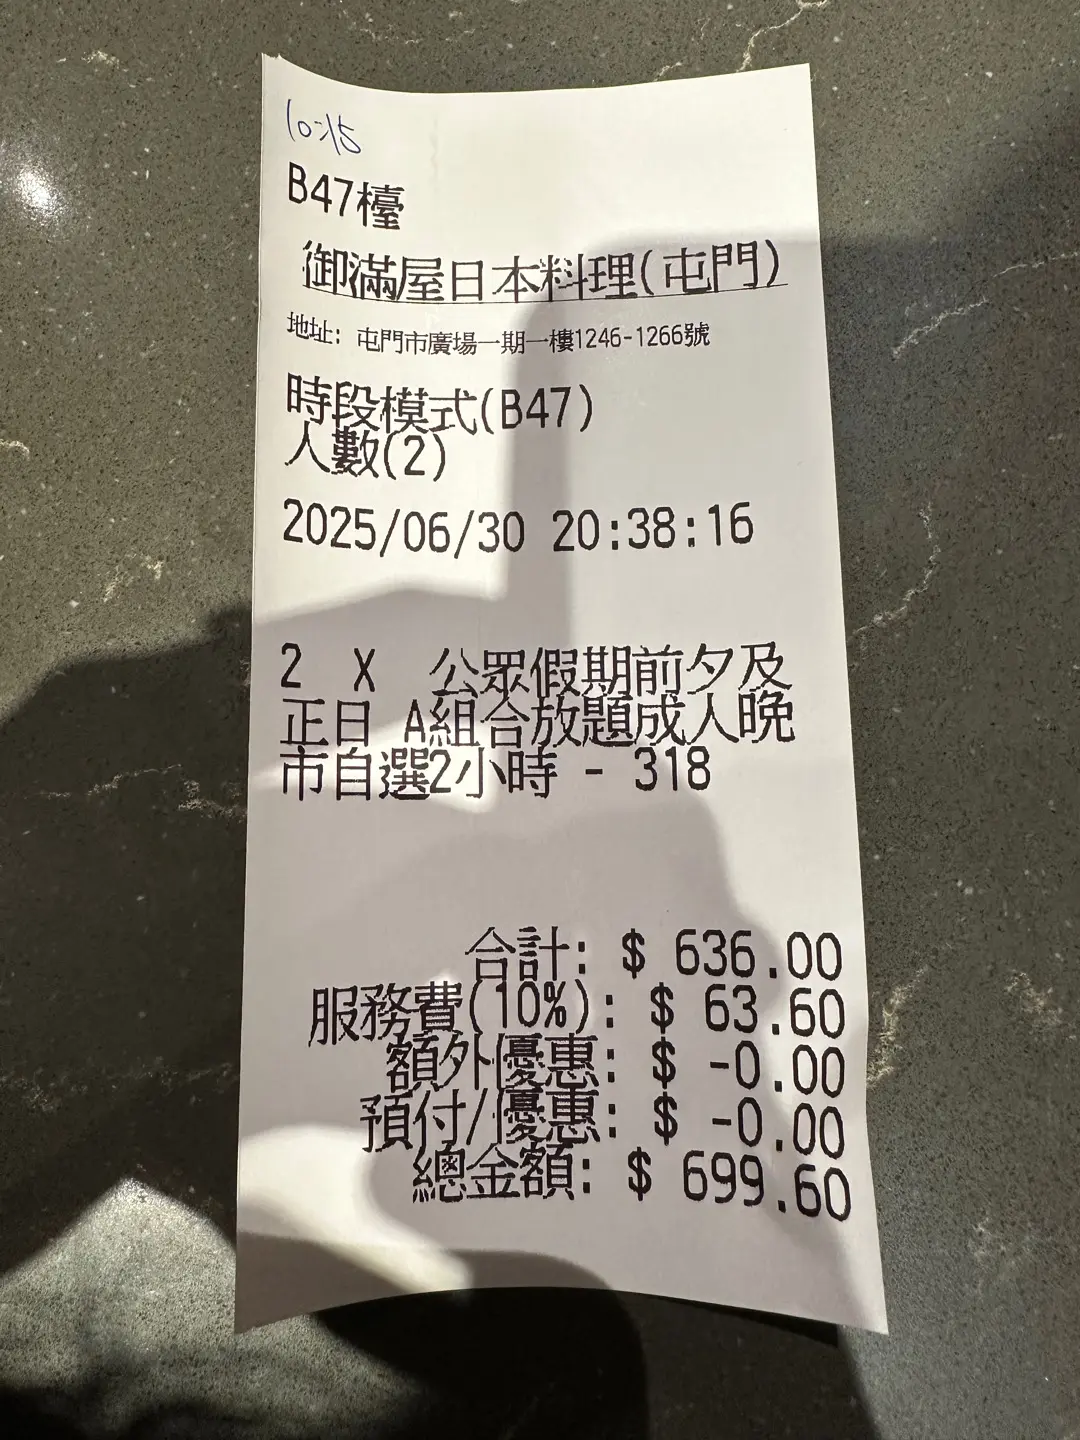 10:15
B47檯
御滿屋日本料理(屯門)
地址: 屯門市廣場一期一樓1246-1266號
時段模式(B47)
人數(2)
2025/06/30 20:38:16
2 X 公眾假期前夕及
正日 A組合放題成人晚
市自選2小時 - 318
合計: $ 636.00
服務費(10%): $ 63.60
額外優惠: $ -0.00
預付/優惠: $ -0.00
總金額: $ 699.60